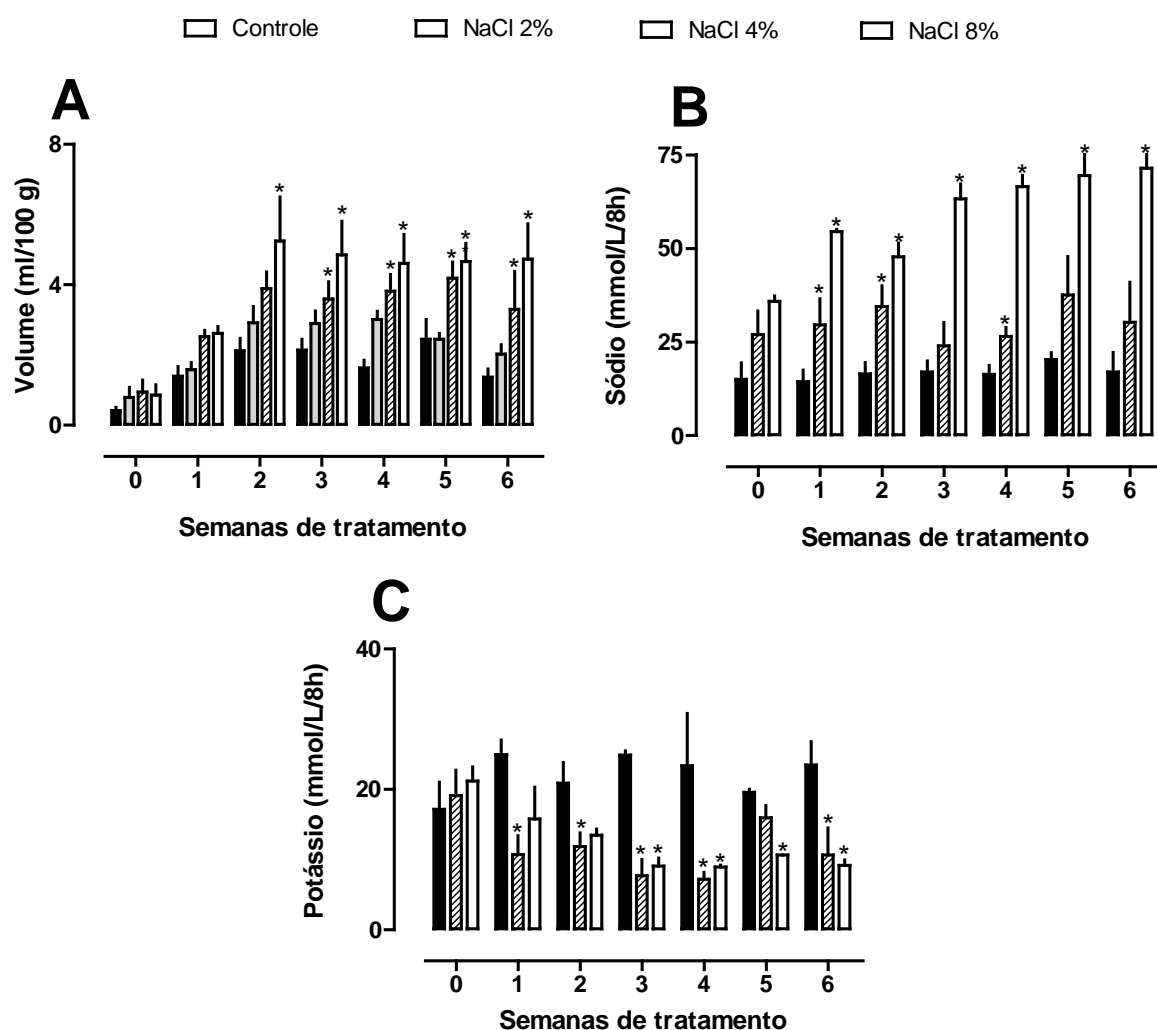 Controle NaCl 2% NaCl 4% NaCl 8%
A
Volume (ml/100 g)
8
4
0
* * * * * * * * *
0 1 2 3 4 5 6
Semanas de tratamento
B
Sódio (mmol/L/8h)
75
50
25
0
* * * * * * * * *
0 1 2 3 4 5 6
Semanas de tratamento
C
Potássio (mmol/L/8h)
40
20
0
* * * * * * * * *
0 1 2 3 4 5 6
Semanas de tratamento